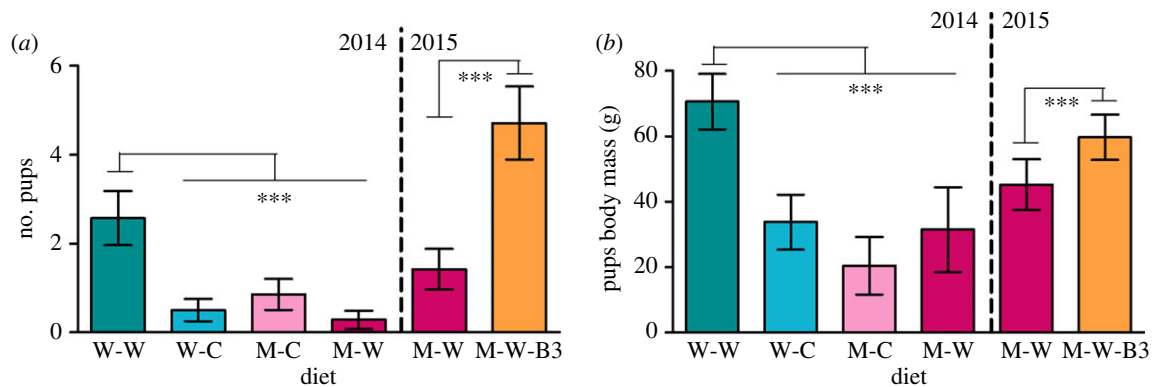 (a)
2014 2015
6
4
2
0
no. pups
***
***
W-W W-C M-C M-W M-W M-W-B3
diet
(b)
2014 2015
80
60
40
20
0
pups body mass (g)
***
***
W-W W-C M-C M-W M-W M-W-B3
diet